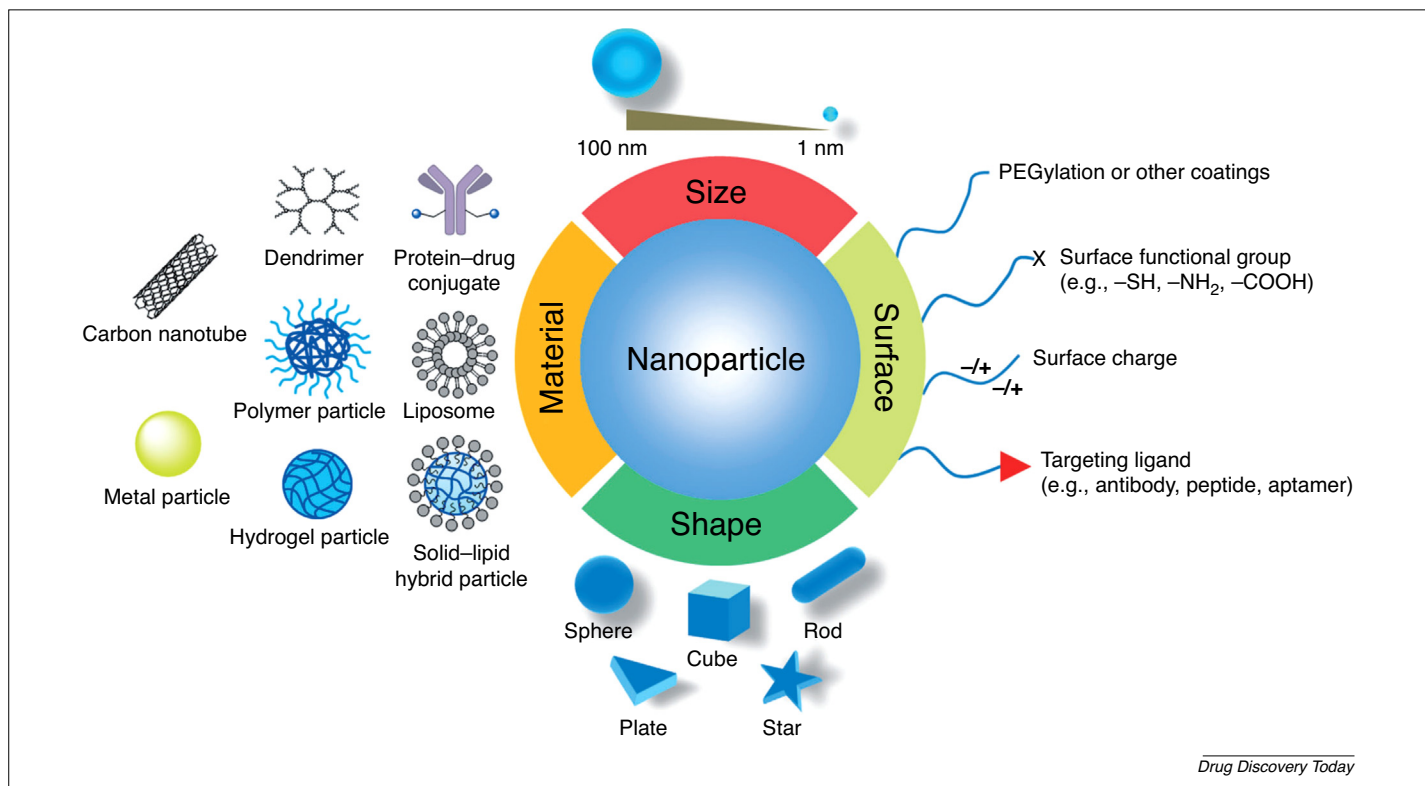 100 nm
1 nm
Size
Material
Nanoparticle
Surface
Shape
Dendrimer
Protein–drug
conjugate
Carbon nanotube
Polymer particle
Liposome
Metal particle
Hydrogel particle
Solid–lipid
hybrid particle
PEGylation or other coatings
X
Surface functional group
(e.g., –SH, –NH₂, –COOH)
–/+
–/+
Surface charge
Targeting ligand
(e.g., antibody, peptide, aptamer)
Sphere
Cube
Rod
Plate
Star
Drug Discovery Today